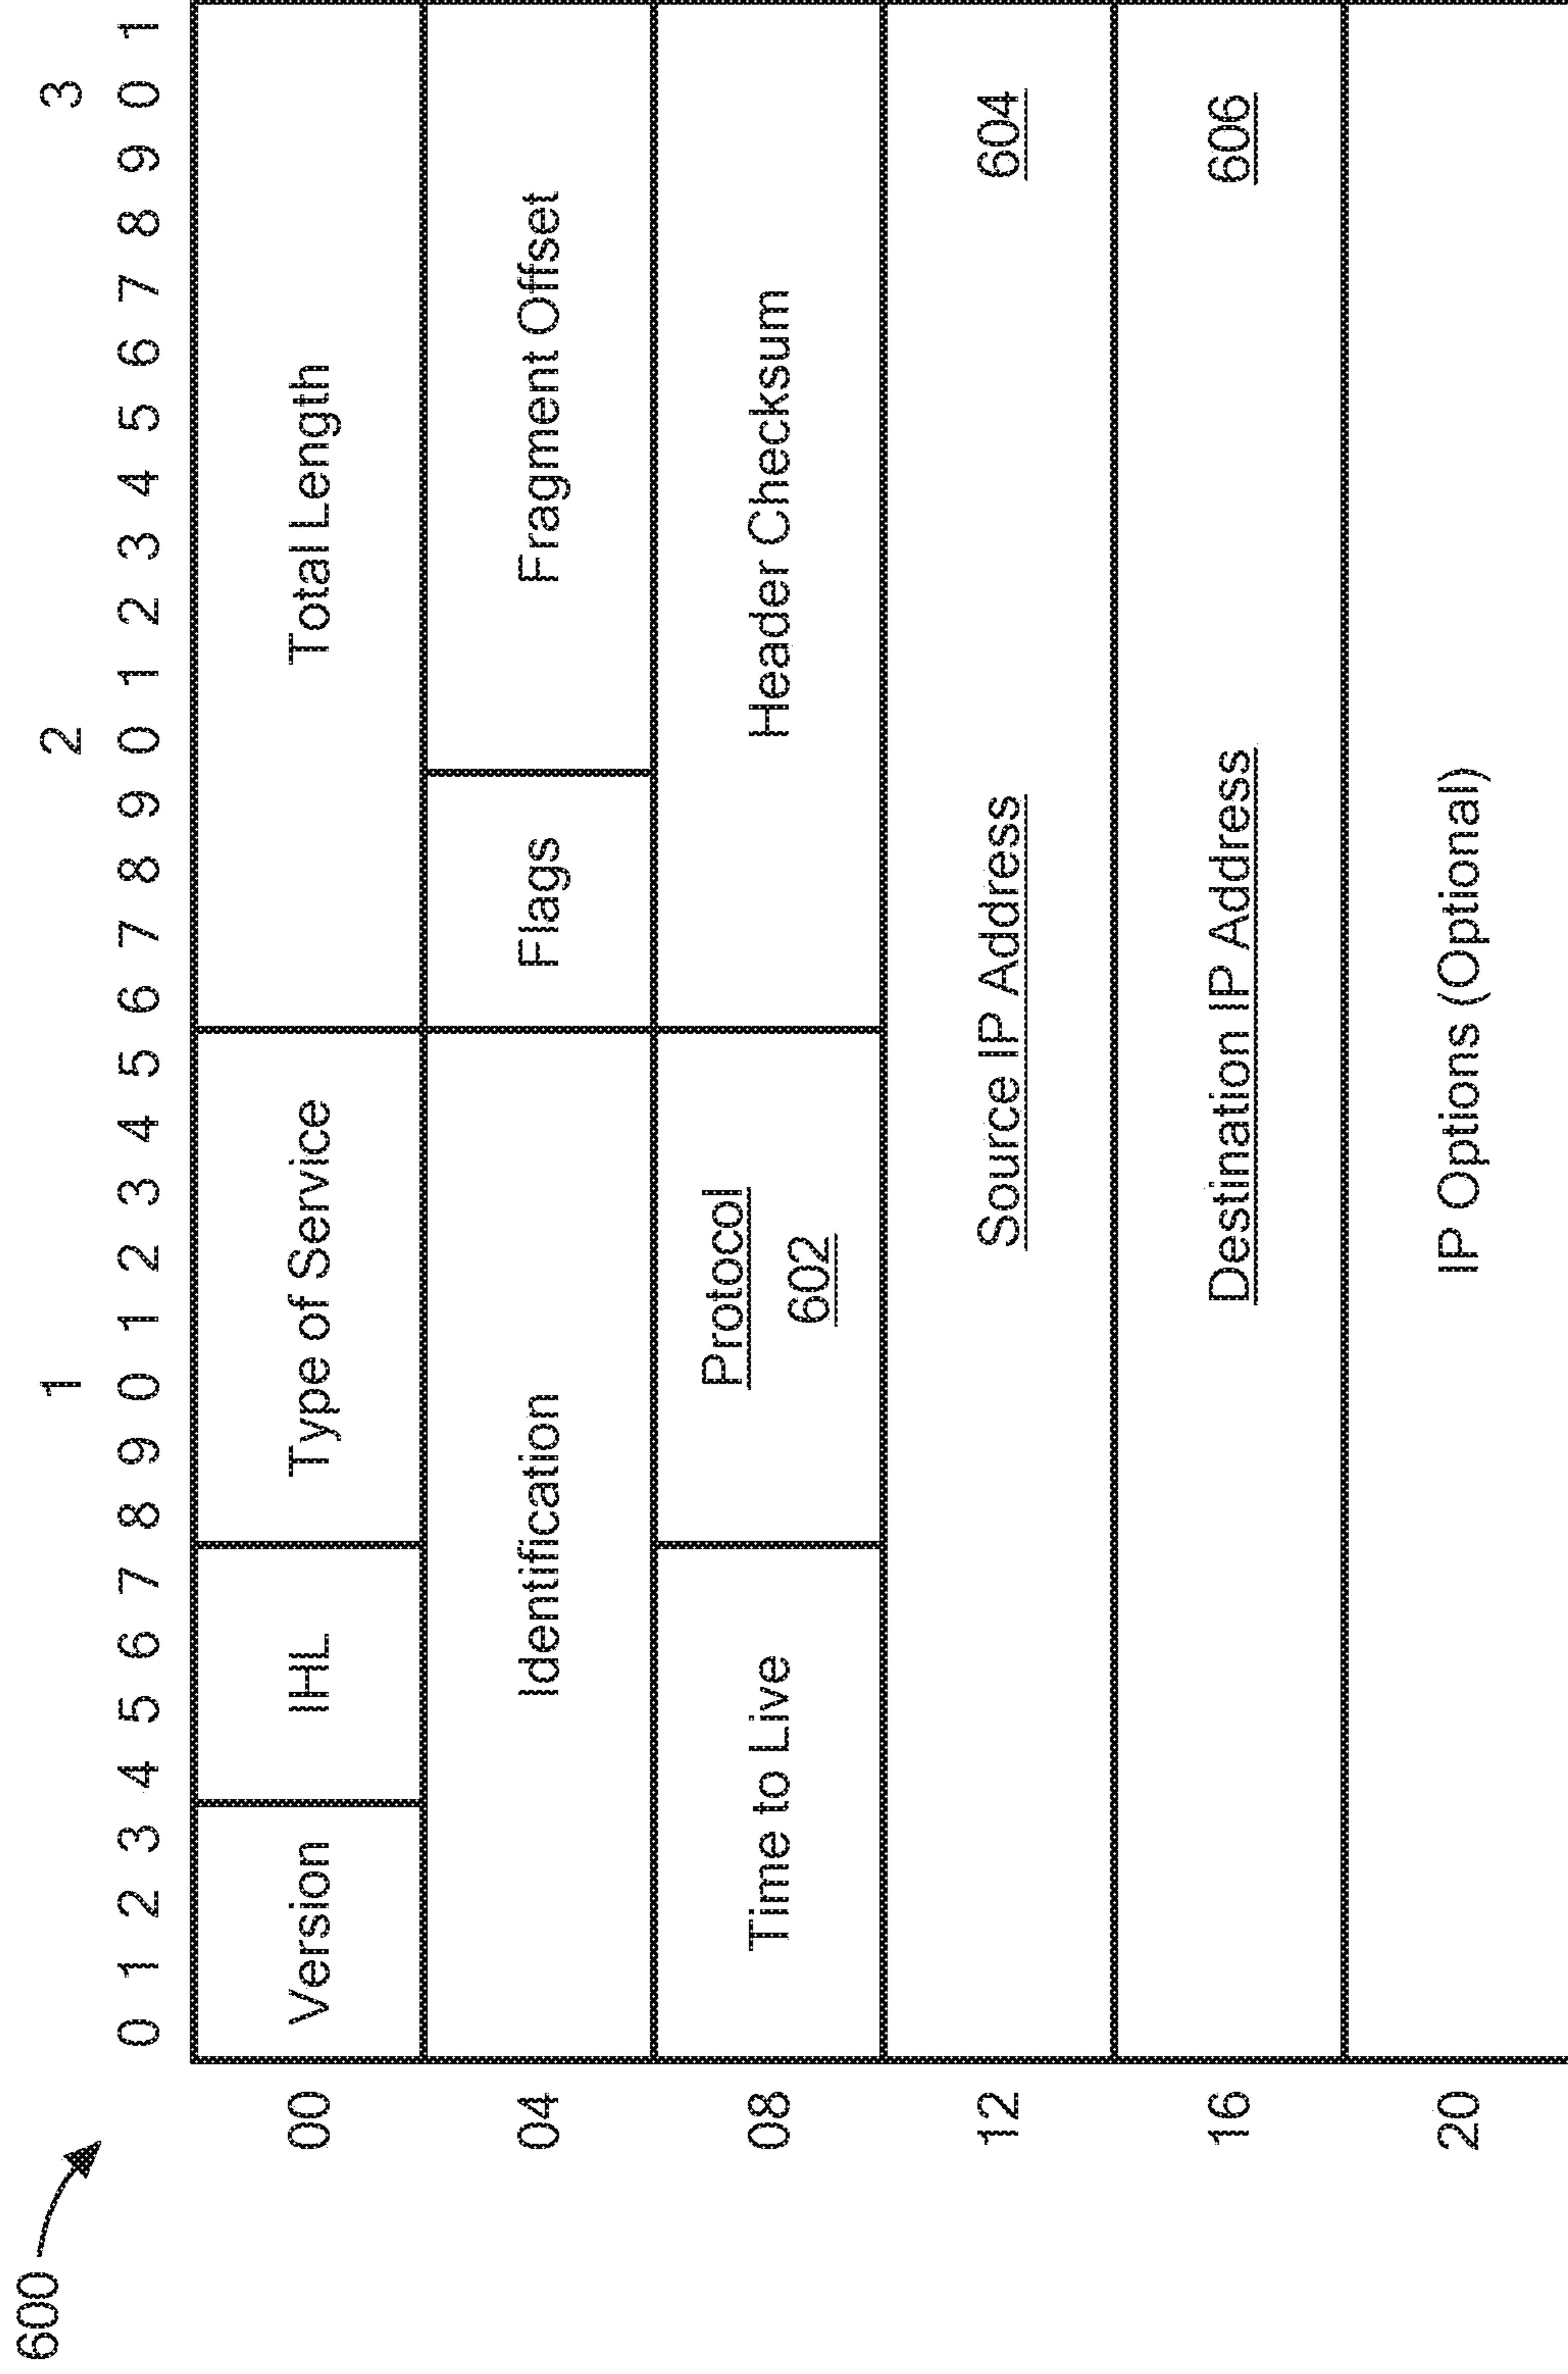 600
1 2 3
0 1 2 3 4 5 6 7 8 9 0 1 2 3 4 5 6 7 8 9 0 1 2 3 4 5 6 7 8 9 0 1
00 Version IHL Type of Service Total Length
04 Identification Flags Fragment Offset
08 Time to Live Protocol 602 Header Checksum
12 Source IP Address 604
16 Destination IP Address 606
20 IP Options (Optional)